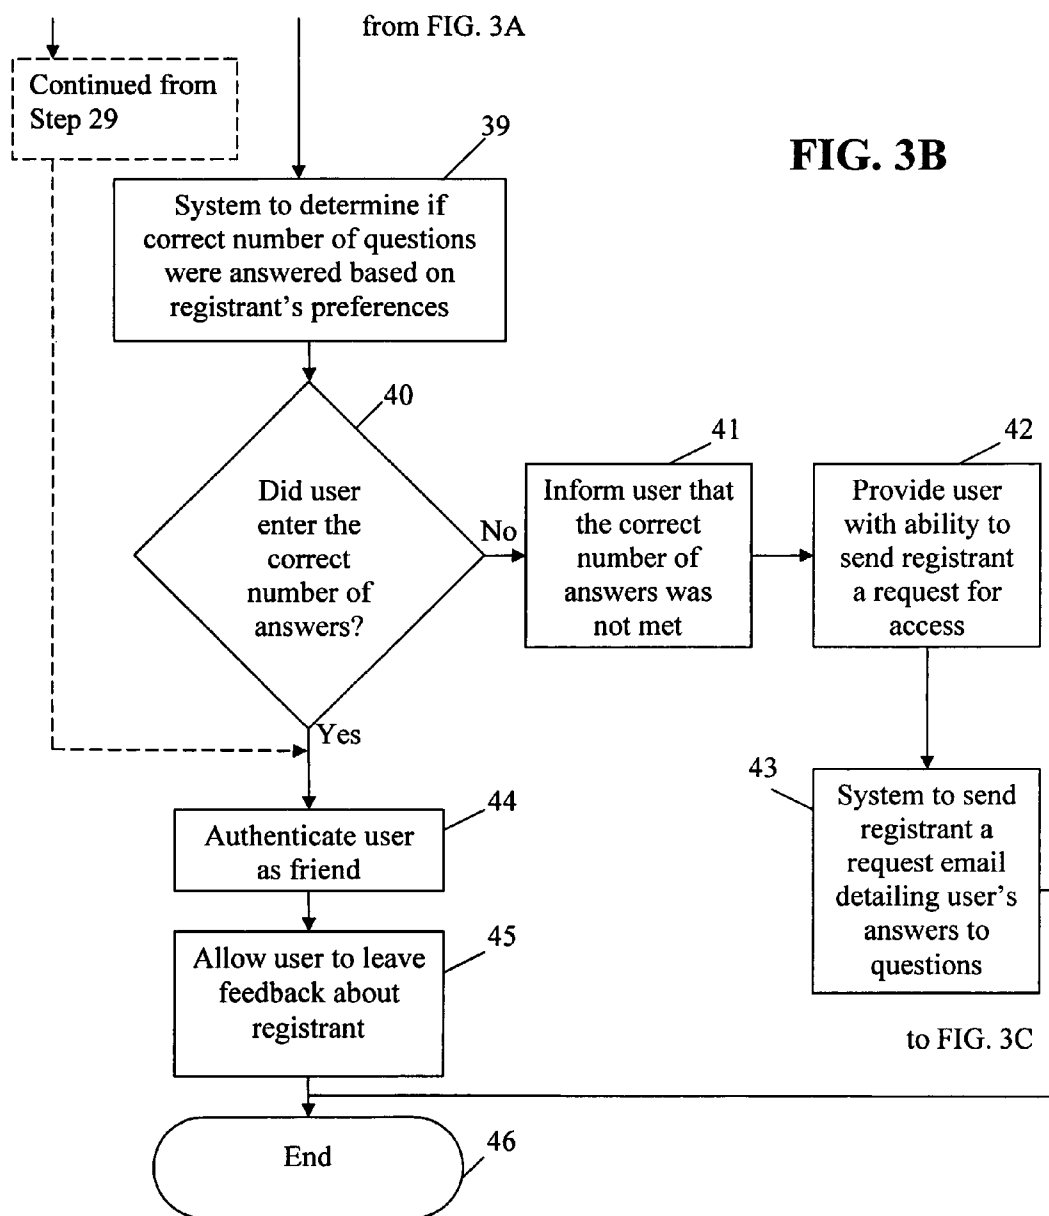 from FIG. 3A
Continued from
Step 29
39
FIG. 3B
System to determine if
correct number of questions
were answered based on
registrant's preferences
40
Did user
enter the
correct
number of
answers?
No
41
Inform user that
the correct
number of
answers was
not met
42
Provide user
with ability to
send registrant
a request for
access
Yes
43
System to send
registrant a
request email
detailing user's
answers to
questions
44
Authenticate user
as friend
45
Allow user to leave
feedback about
registrant
to FIG. 3C
End
46